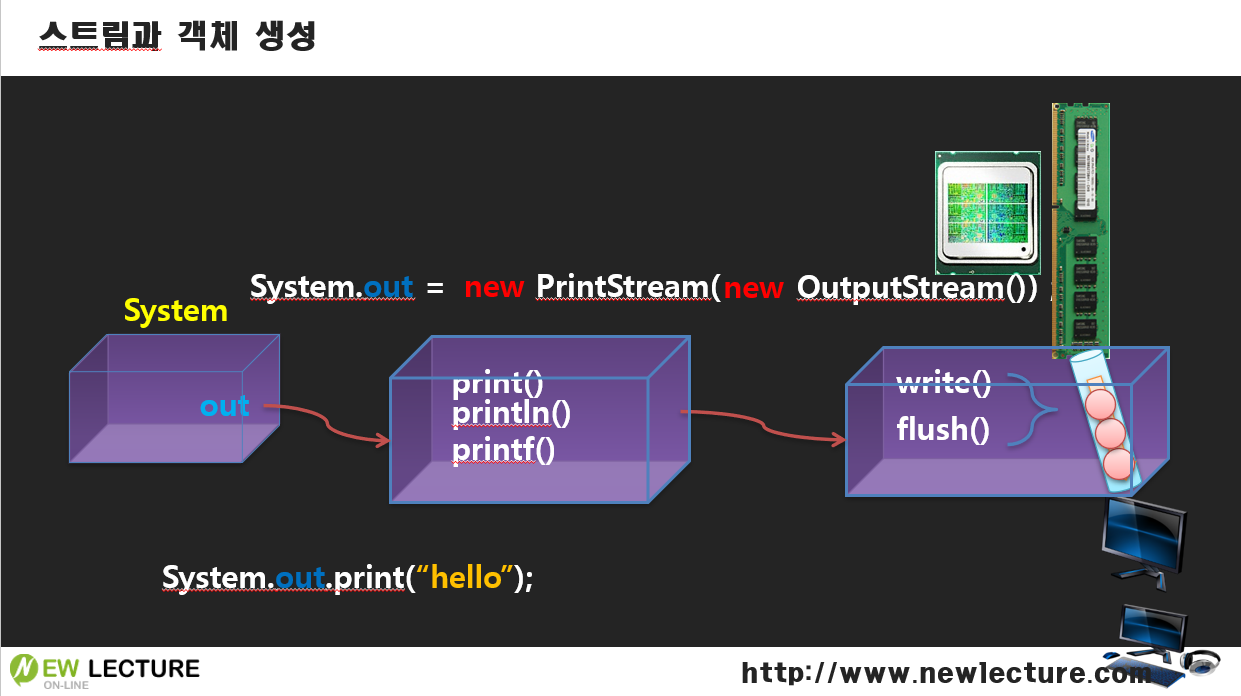 스트림과 객체 생성
System.out = new PrintStream(new OutputStream())
System
out
print()
println()
printf()
write()
flush()
System.out.print(“hello”);
NEW LECTURE
ON-LINE
http://www.newlecture.com